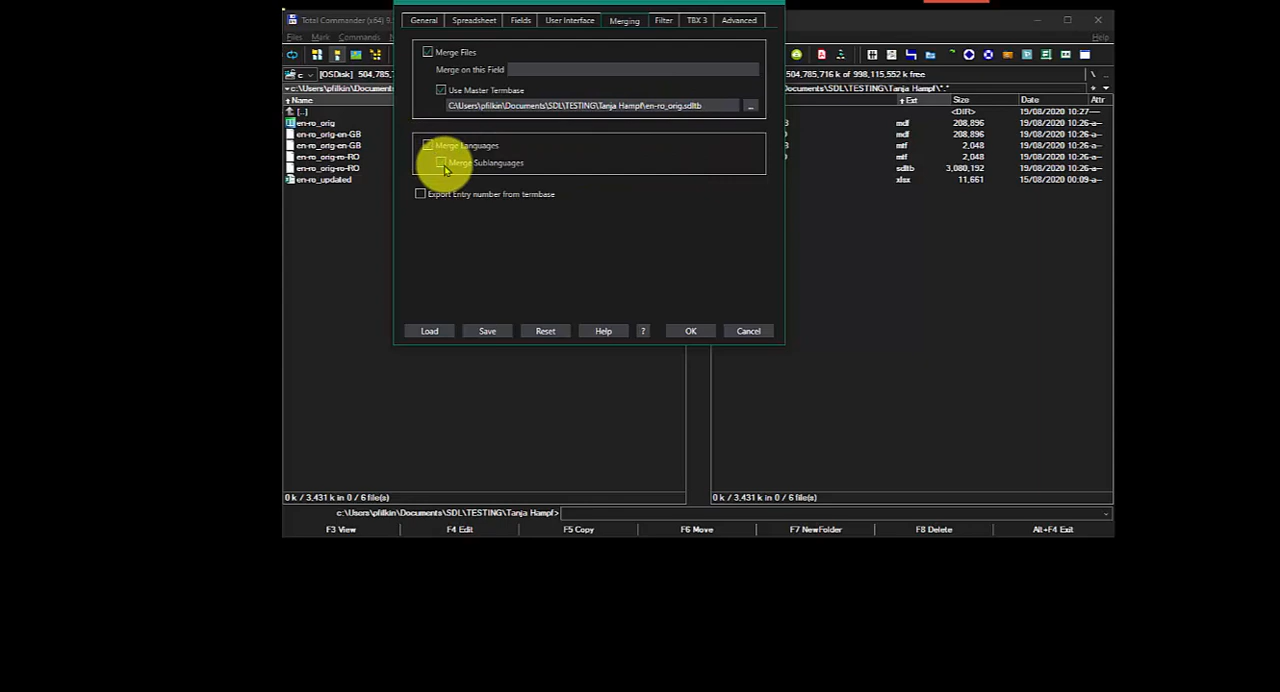 Total Commander (x64) 9.
General Spreadsheet Fields User Interface Merging Filter TBX 3 Advanced
Files Mark Commands
Help
Merge Files
Merge on this Field
Use Master Termbase
C:\Users\pfilkin\Documents\SDL\TESTING\Tanja Hampf\en-ro_orig.sdltb ...
Merge Languages
Merge Sublanguages
Export Entry number from termbase
Load Save Reset Help ? OK Cancel
c [OSDisk] 504,785,7
c:\Users\pfilkin\Document
Name
[..]
en-ro_orig
en-ro_orig-en-GB
en-ro_orig-en-GB
en-ro_orig-ro-RO
en-ro_orig-ro-RO
en-ro_updated
504,785,716 k of 998,115,552 k free \ ..
Documents\SDL\TESTING\Tanja Hampf\*.*
Ext Size Date Attr
<DIR> 19/08/2020 10:27 ----
mdf 208,896 19/08/2020 10:26 -a--
mdf 208,896 19/08/2020 10:26 -a--
mtf 2,048 19/08/2020 10:26 -a--
mtf 2,048 19/08/2020 10:26 -a--
sdltb 3,080,192 19/08/2020 10:26 -a--
xlsx 11,661 15/08/2020 00:09 -a--
0 k / 3,431 k in 0 / 6 file(s)
0 k / 3,431 k in 0 / 6 file(s)
c:\Users\pfilkin\Documents\SDL\TESTING\Tanja Hampf>
F3 View F4 Edit F5 Copy F6 Move F7 NewFolder F8 Delete Alt+F4 Exit